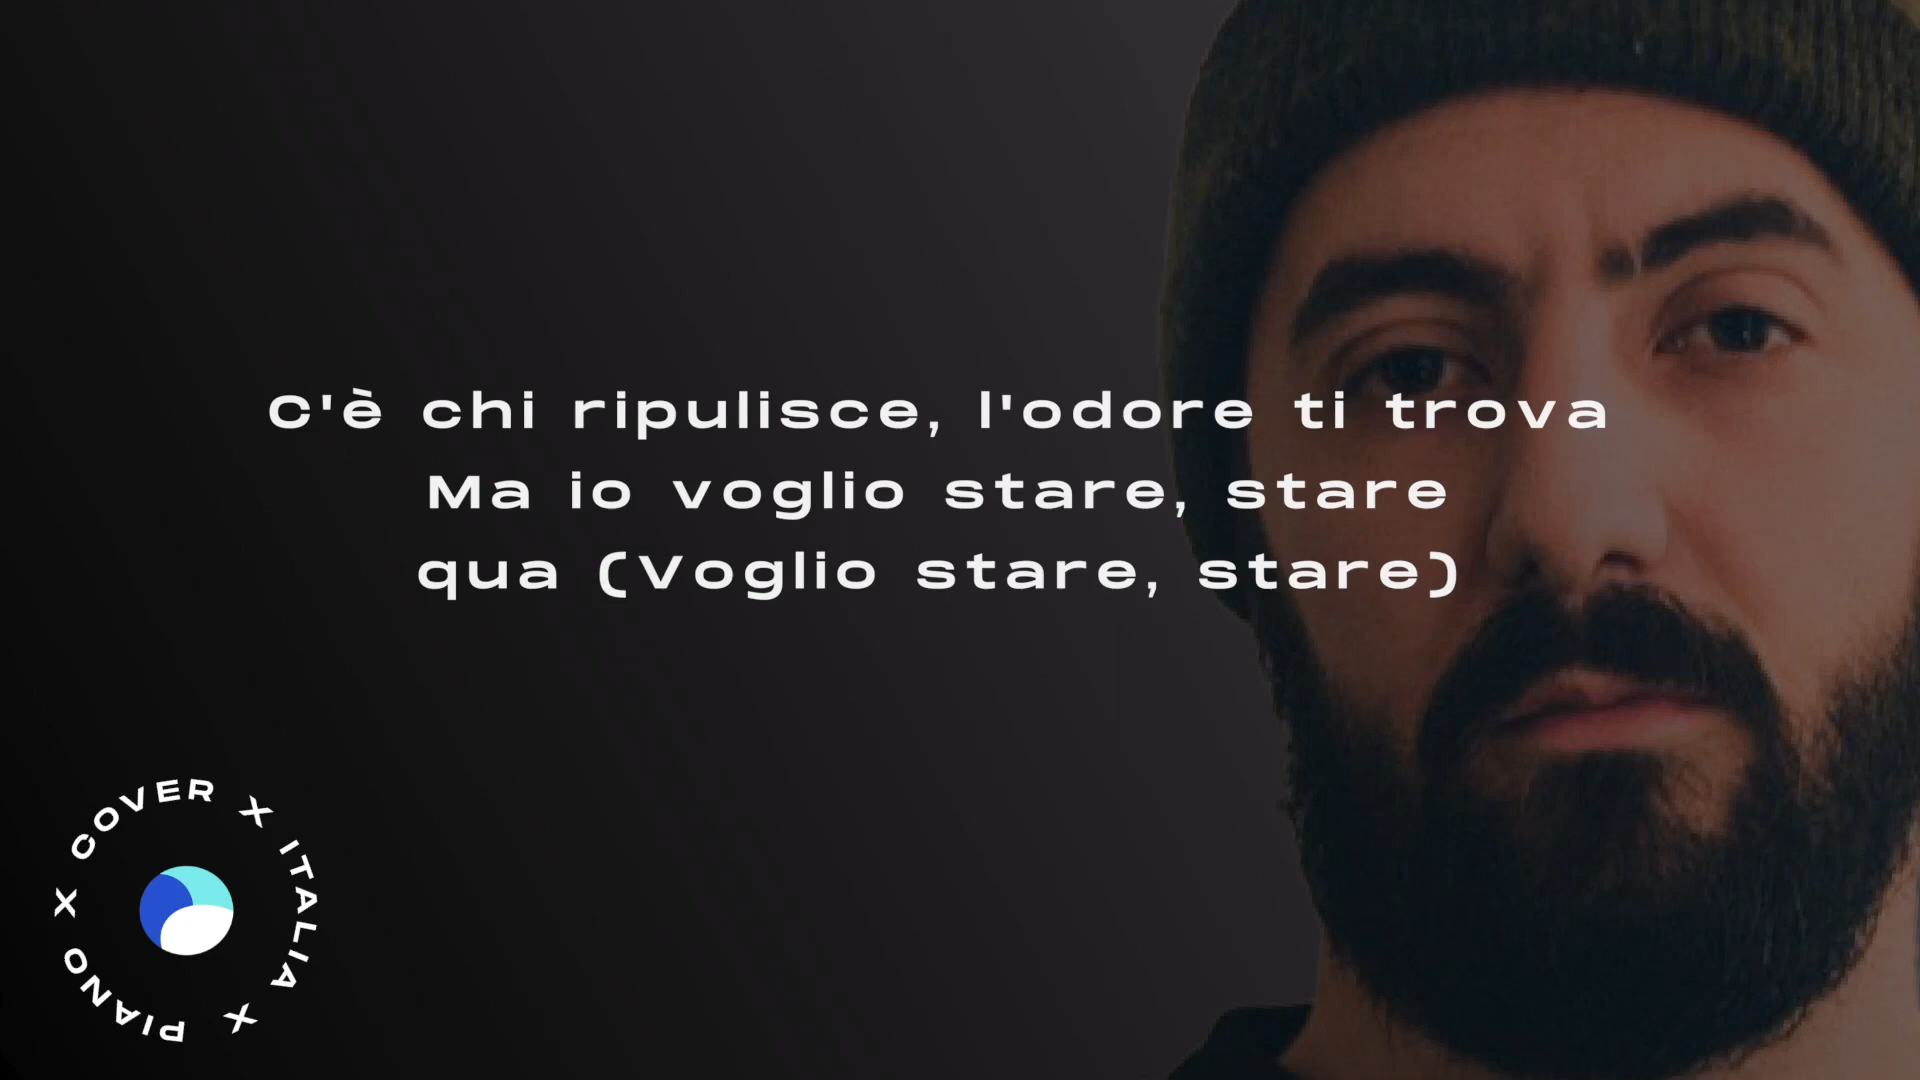 C'è chi ripulisce, l'odore ti trova
Ma io voglio stare, stare
qua (Voglio stare, stare)
PIANO X COVER X ITALIA X